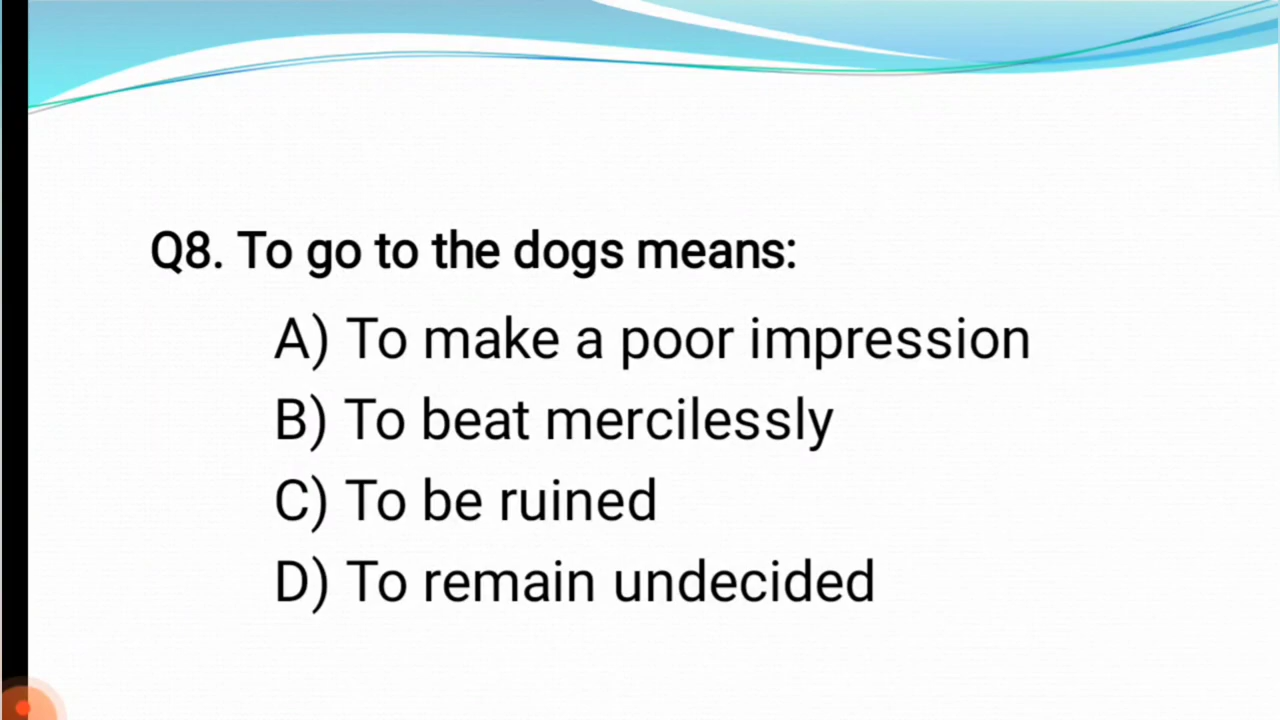 Q8. To go to the dogs means:
A) To make a poor impression
B) To beat mercilessly
C) To be ruined
D) To remain undecided